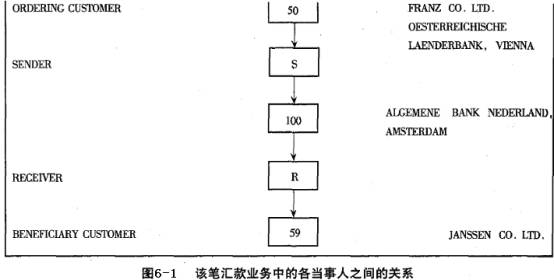 ORDERING CUSTOMER 50 FRANZ CO. LTD.
OESTERREICHISCHE
LAENDERBANK, VIENNA
SENDER S
100 ALGEMENE BANK NEDERLAND,
AMSTERDAM
RECEIVER R
BENEFICIARY CUSTOMER 59 JANSSEN CO. LTD.
图6-1 该笔汇款业务中的各当事人之间的关系